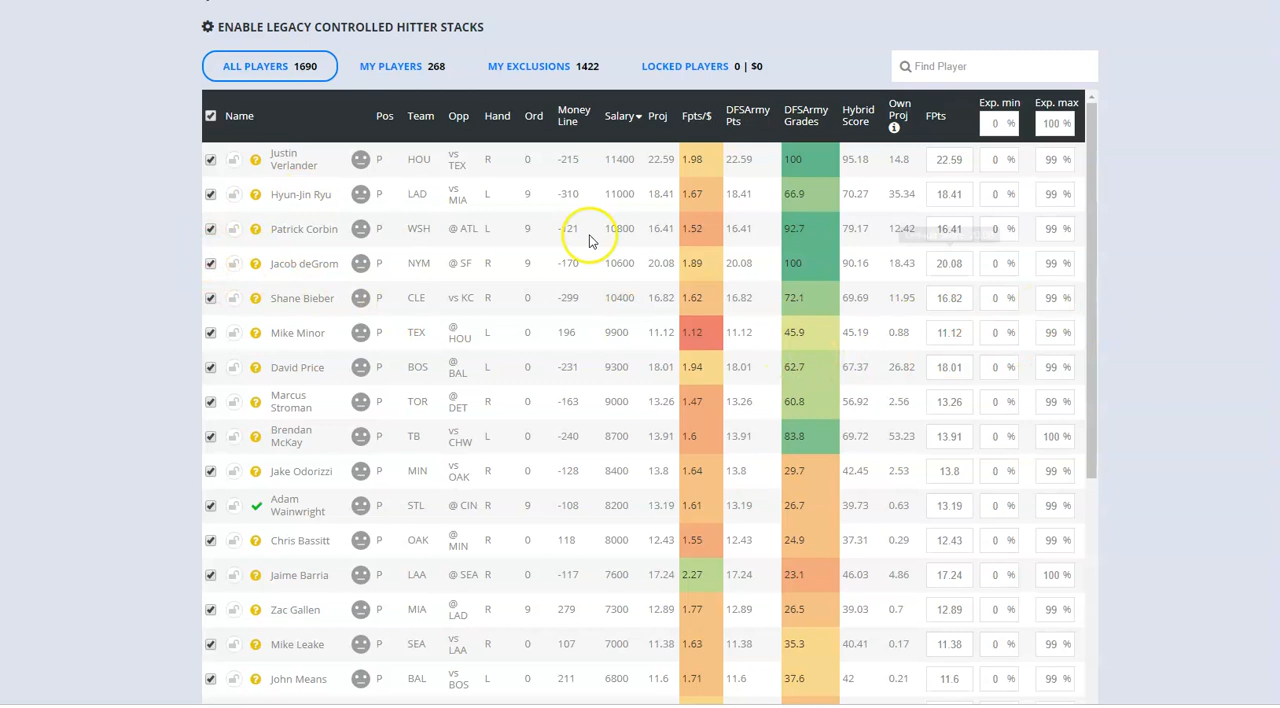 ENABLE LEGACY CONTROLLED HITTER STACKS
ALL PLAYERS 1690 MY PLAYERS 268 MY EXCLUSIONS 1422 LOCKED PLAYERS 0 | $0 Find Player
Name Pos Team Opp Hand Ord Money Line Salary Proj Fpts/$ DFSArmy Pts DFSArmy Grades Hybrid Score Own Proj FPts Exp. min 0 % Exp. max 100 %
Justin Verlander P HOU vs TEX R 0 -215 11400 22.59 1.98 22.59 100 95.18 14.8 22.59 0 % 99 %
Hyun-Jin Ryu P LAD vs MIA L 9 -310 11000 18.41 1.67 18.41 66.9 70.27 35.34 18.41 0 % 99 %
Patrick Corbin P WSH @ ATL L 9 -121 10800 16.41 1.52 16.41 92.7 79.17 12.42 16.41 0 % 99 %
Jacob deGrom P NYM @ SF R 9 -170 10600 20.08 1.89 20.08 100 90.16 18.43 20.08 0 % 99 %
Shane Bieber P CLE vs KC R 0 -299 10400 16.82 1.62 16.82 72.1 69.69 11.95 16.82 0 % 99 %
Mike Minor P TEX @ HOU L 0 196 9900 11.12 1.12 11.12 45.9 45.19 0.88 11.12 0 % 99 %
David Price P BOS @ BAL L 0 -231 9300 18.01 1.94 18.01 62.7 67.37 26.82 18.01 0 % 99 %
Marcus Stroman P TOR @ DET R 0 -163 9000 13.26 1.47 13.26 60.8 56.92 2.56 13.26 0 % 99 %
Brendan McKay P TB vs CHW L 0 -240 8700 13.91 1.6 13.91 83.8 69.72 53.23 13.91 0 % 100 %
Jake Odorizzi P MIN vs OAK R 0 -128 8400 13.8 1.64 13.8 29.7 42.45 2.53 13.8 0 % 99 %
Adam Wainwright P STL @ CIN R 9 -108 8200 13.19 1.61 13.19 26.7 39.73 0.63 13.19 0 % 99 %
Chris Bassitt P OAK @ MIN R 0 118 8000 12.43 1.55 12.43 24.9 37.31 0.29 12.43 0 % 99 %
Jaime Barria P LAA @ SEA R 0 -117 7600 17.24 2.27 17.24 23.1 46.03 4.86 17.24 0 % 100 %
Zac Gallen P MIA @ LAD R 9 279 7300 12.89 1.77 12.89 26.5 39.03 0.7 12.89 0 % 99 %
Mike Leake P SEA vs LAA R 0 107 7000 11.38 1.63 11.38 35.3 40.41 0.17 11.38 0 % 99 %
John Means P BAL vs BOS L 0 211 6800 11.6 1.71 11.6 37.6 42 0.21 11.6 0 % 99 %